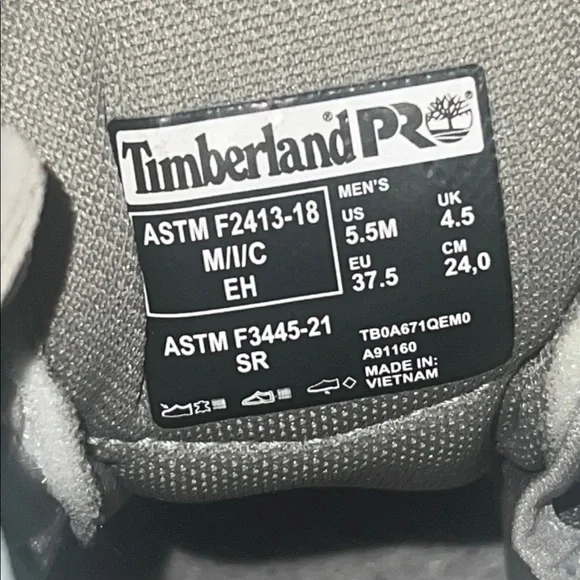 Timberland® PRO
ASTM F2413-18
M/I/C
EH
MEN'S
US UK
5.5M 4.5
EU CM
37.5 24,0
ASTM F3445-21
SR
TB0A671QEM0
A91160
MADE IN:
VIETNAM